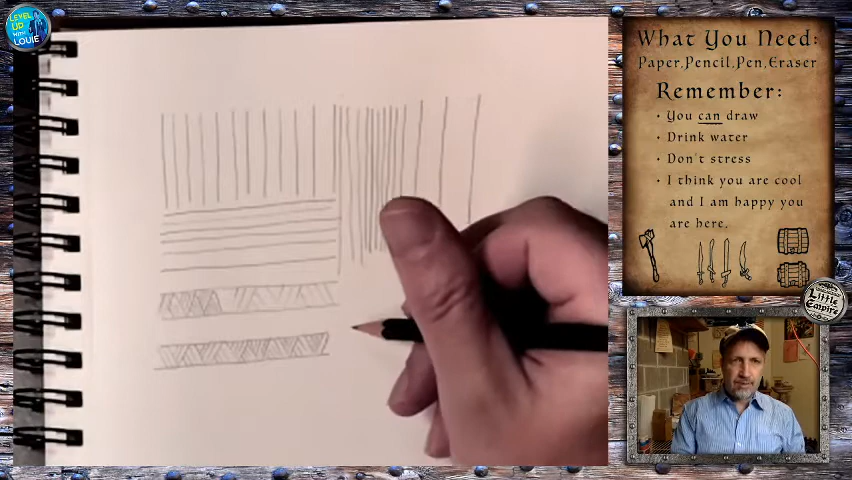 LEVEL
UP
WITH
LOUIE
What You Need:
Paper,Pencil,Pen,Eraser
Remember:
• You can draw
• Drink water
• Don't stress
• I think you are cool
and I am happy you
are here.
Little
Empire